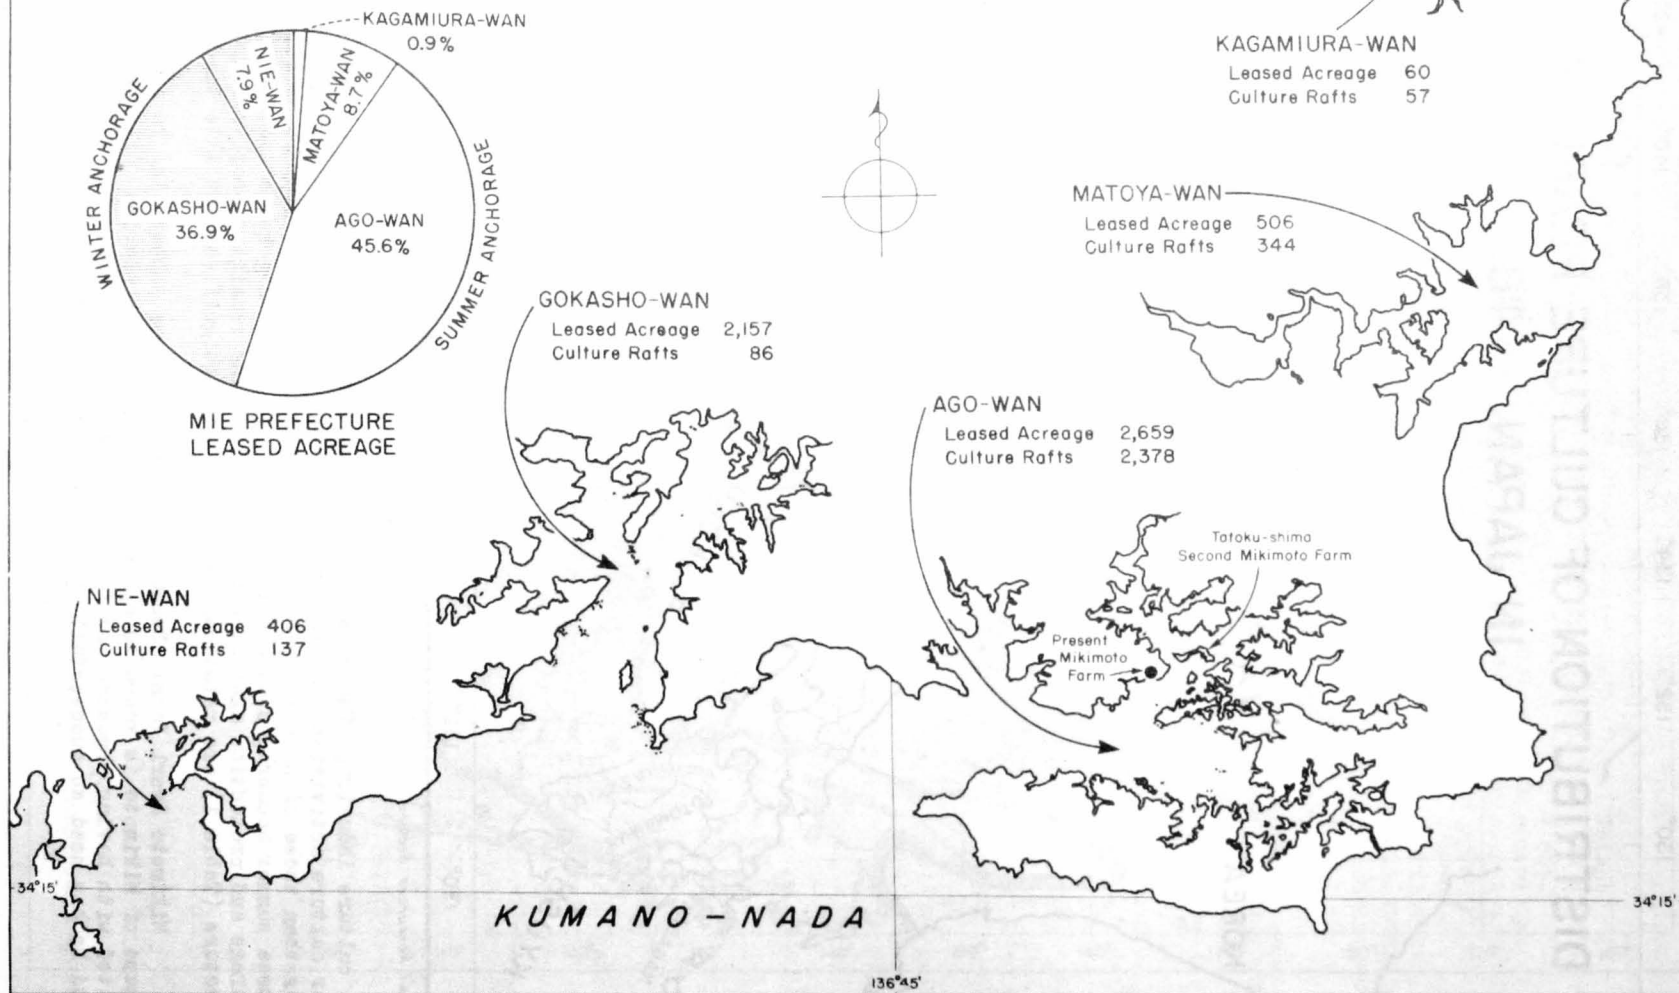 KAGAMIURA-WAN
0.9%
NIE-WAN
7.9%
MATOYA-WAN
8.7%
WINTER ANCHORAGE
GOKASHO-WAN
36.9%
AGO-WAN
45.6%
SUMMER ANCHORAGE
MIE PREFECTURE
LEASED ACREAGE
KAGAMIURA-WAN
Leased Acreage 60
Culture Rafts 57
MATOYA-WAN
Leased Acreage 506
Culture Rafts 344
GOKASHO-WAN
Leased Acreage 2,157
Culture Rafts 86
AGO-WAN
Leased Acreage 2,659
Culture Rafts 2,378
Tatoku-shima
Second Mikimoto Farm
Present
Mikimoto
Farm
NIE-WAN
Leased Acreage 406
Culture Rafts 137
34°15'
KUMANO-NADA
34°15'
136°45'
DISTRIBUTION OF CULTURE